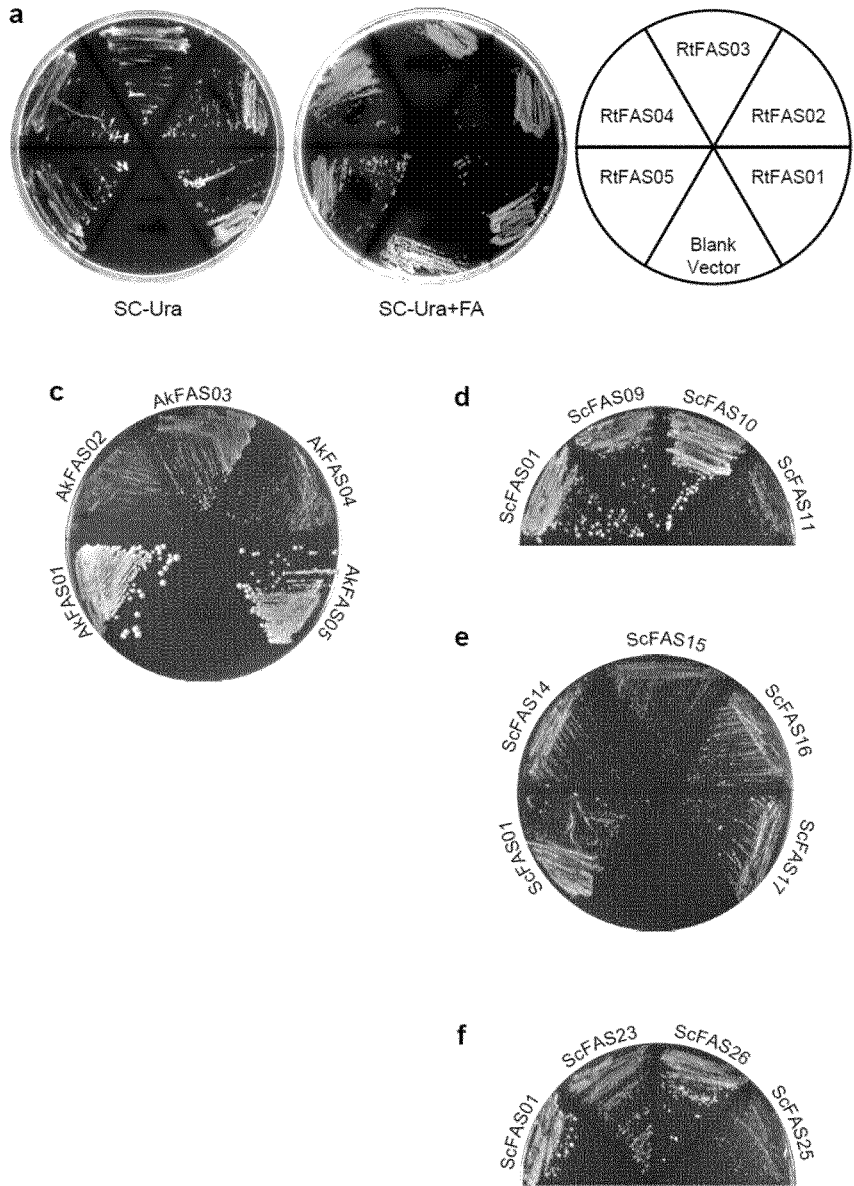 a
RtFAS03
RtFAS04
RtFAS02
RtFAS05
RtFAS01
Blank
Vector
SC-Ura
SC-Ura+FA
c
AkFAS03
AkFAS02
AkFAS04
AkFAS01
AkFAS05
d
ScFAS09
ScFAS10
ScFAS01
ScFAS11
e
ScFAS15
ScFAS14
ScFAS16
ScFAS01
ScFAS17
f
ScFAS23
ScFAS26
ScFAS01
ScFAS25